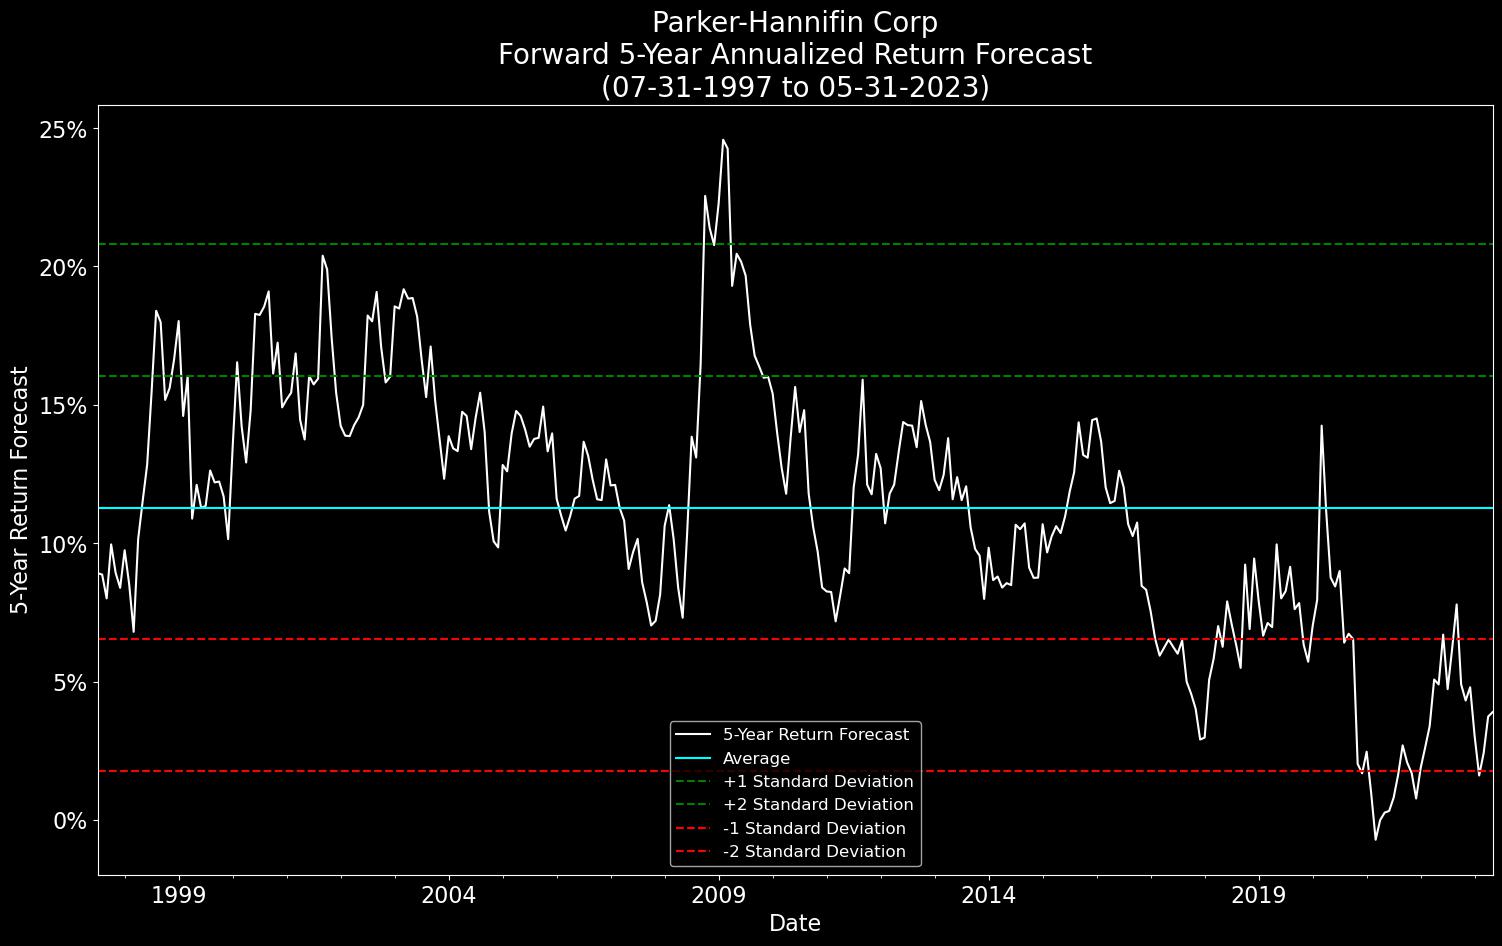 Parker-Hannifin Corp
Forward 5-Year Annualized Return Forecast
(07-31-1997 to 05-31-2023)
25%
20%
15%
10%
5%
0%
5-Year Return Forecast
5-Year Return Forecast
Average
+1 Standard Deviation
+2 Standard Deviation
-1 Standard Deviation
-2 Standard Deviation
1999 2004 2009 2014 2019
Date